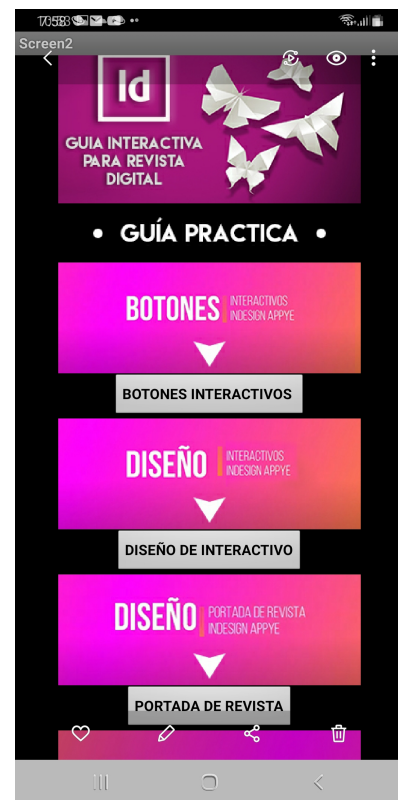 Screen2
Id
GUIA INTERACTIVA
PARA REVISTA
DIGITAL
• GUÍA PRACTICA •
BOTONES
INTERACTIVOS
INDESIGN APPYE
BOTONES INTERACTIVOS
DISEÑO
INTERACTIVOS
INDESIGN APPYE
DISEÑO DE INTERACTIVO
DISEÑO
PORTADA DE REVISTA
INDESIGN APPYE
PORTADA DE REVISTA